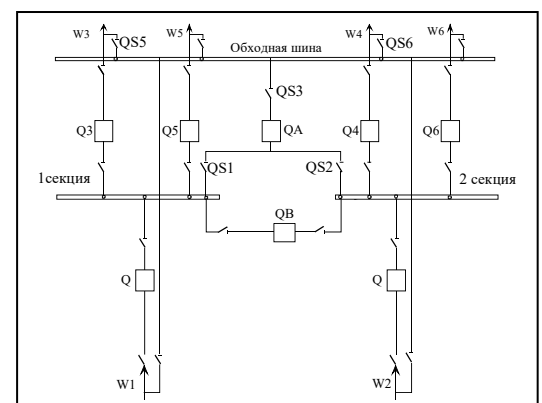 W3
QS5
W5
W4
QS6
W6
Обходная шина
QS3
Q3
Q5
QA
Q4
Q6
1секция
QS1
QS2
2 секция
QB
Q
Q
W1
W2